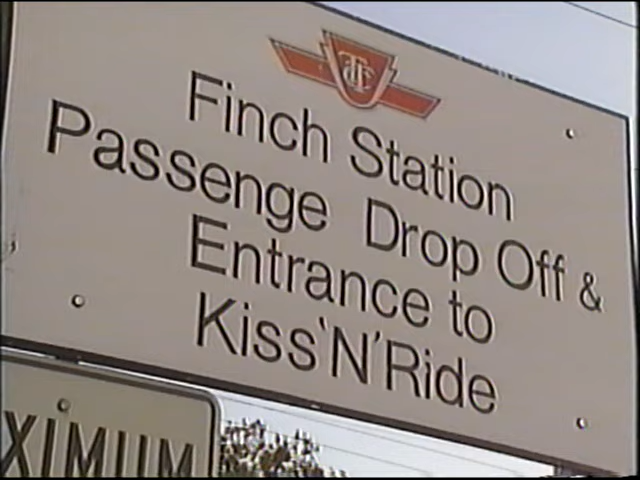 TTC
Finch Station
Passenge Drop Off &
Entrance to
Kiss'N'Ride
XIMUM